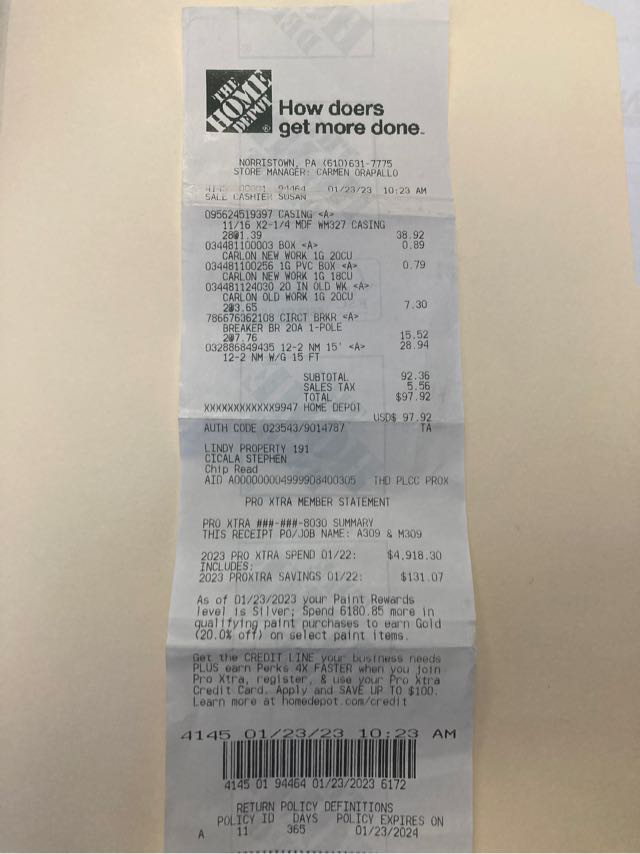 THE HOME DEPOT
How doers
get more done.
NORRISTOWN, PA (610)631-7775
STORE MANAGER: CARMEN ORAPALLO
4145 94464 01/23/23 10:23 AM
SALE CASHIER SUSAN
095624519397 CASING <A>
11/16 X2-1/4 MDF WM327 CASING
28@1.39 38.92
034481100003 BOX <A> 0.89
CARLON NEW WORK 1G 20CU
034481100256 1G PVC BOX <A> 0.79
CARLON NEW WORK 1G 18CU
034481124030 20 IN OLD WK <A>
CARLON OLD WORK 1G 20CU
2@3.65 7.30
786676362108 CIRCT BRKR <A>
BREAKER BR 20A 1-POLE
2@7.76 15.52
032886849435 12-2 NM 15' <A> 28.94
12-2 NM W/G 15 FT
SUBTOTAL 92.36
SALES TAX 5.56
TOTAL $97.92
XXXXXXXXXXXX9947 HOME DEPOT
USD$ 97.92
AUTH CODE 023543/9014787 TA
LINDY PROPERTY 191
CICALA STEPHEN
Chip Read
AID A0000000049999D8400305 THD PLCC PROX
PRO XTRA MEMBER STATEMENT
PRO XTRA ###-###-8030 SUMMARY
THIS RECEIPT PO/JOB NAME: A309 & M309
2023 PRO XTRA SPEND 01/22: $4,918.30
INCLUDES:
2023 PROXTRA SAVINGS 01/22: $131.07
As of 01/23/2023 your Paint Rewards
level is Silver; Spend 6180.85 more in
qualifying paint purchases to earn Gold
(20.0% off) on select paint items.
Get the CREDIT LINE your business needs
PLUS earn Perks 4X FASTER when you join
Pro Xtra, register, & use your Pro Xtra
Credit Card. Apply and SAVE UP TO $100.
Learn more at homedepot.com/credit
4145 01/23/23 10:23 AM
4145 01 94464 01/23/2023 6172
RETURN POLICY DEFINITIONS
POLICY ID DAYS POLICY EXPIRES ON
A 11 365 01/23/2024